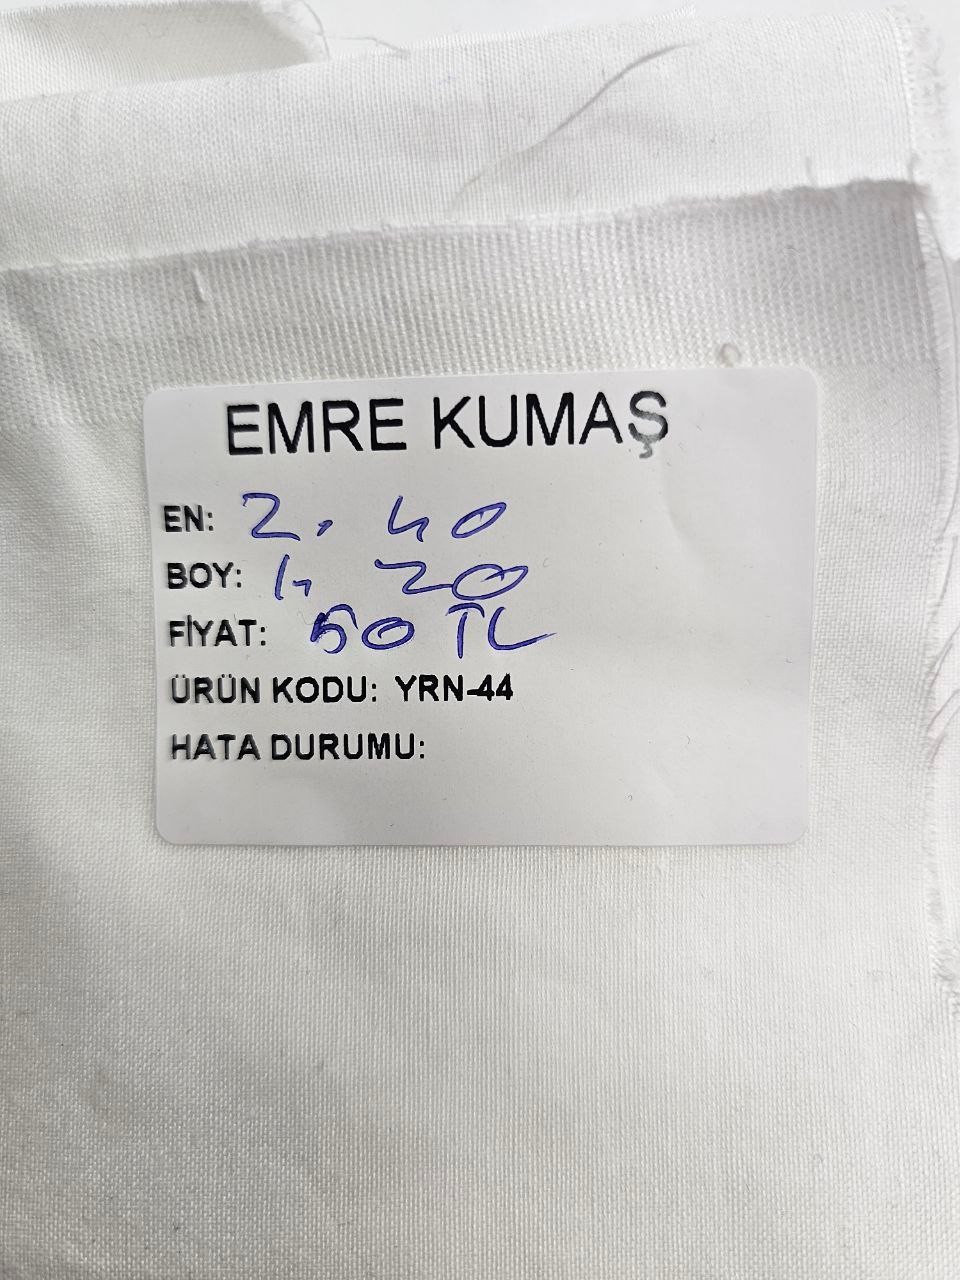 EMRE KUMAŞ
EN: 2. 40
BOY: 1, 20
FİYAT: 50 TL
ÜRÜN KODU: YRN-44
HATA DURUMU: